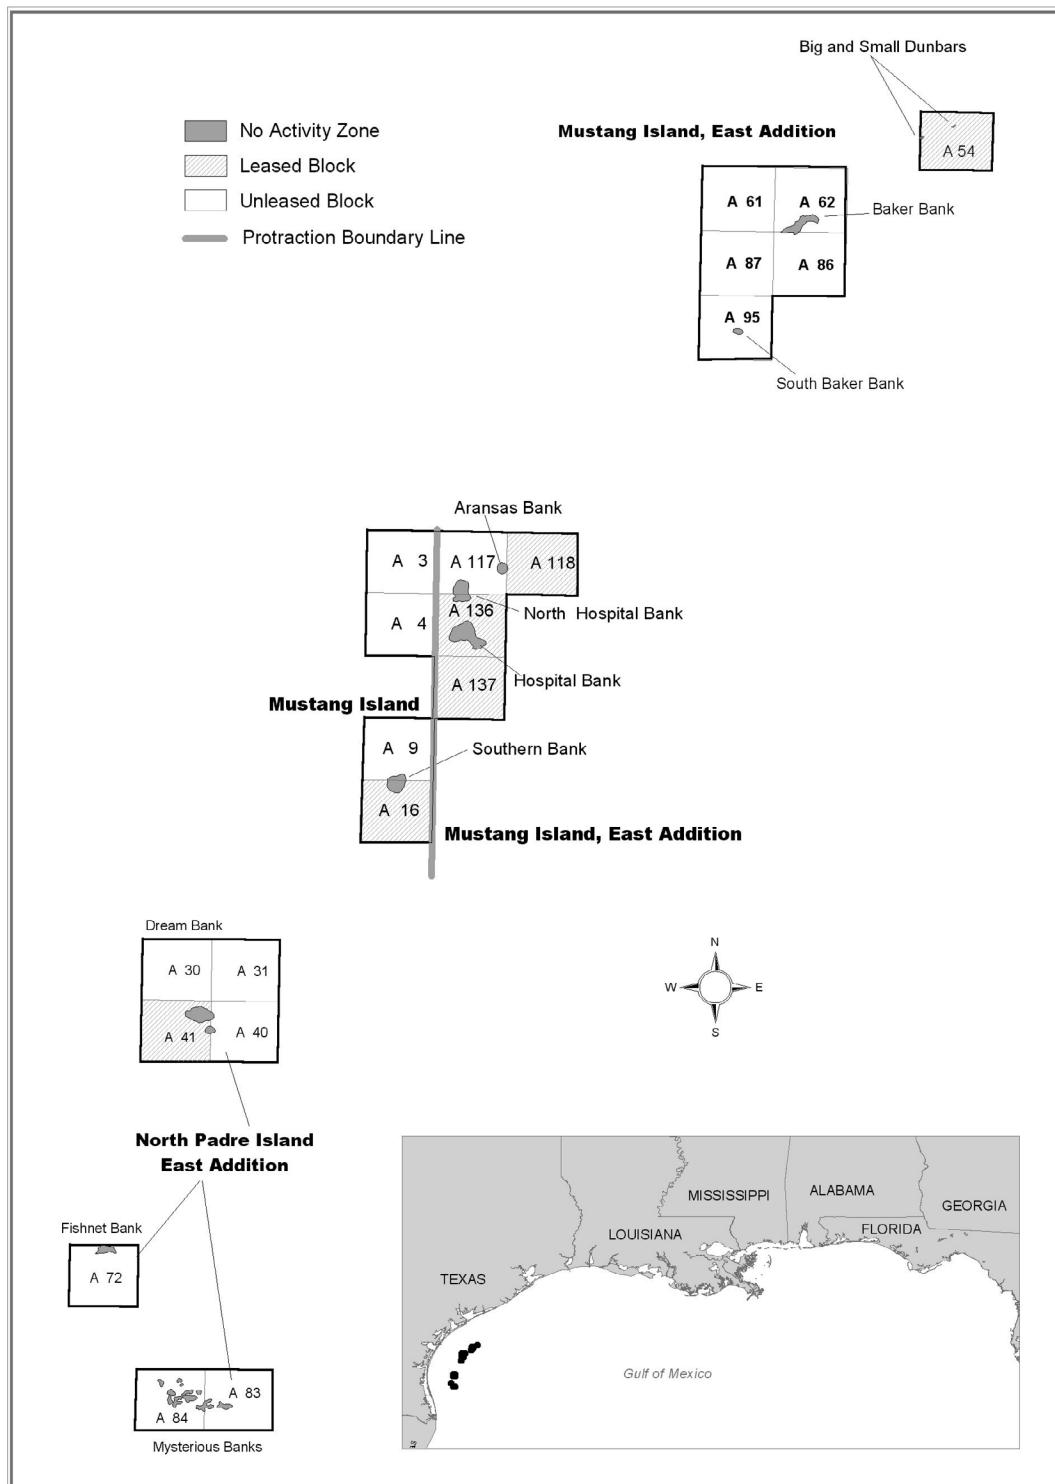 Big and Small Dunbars
No Activity Zone
Leased Block
Unleased Block
Protraction Boundary Line
Mustang Island, East Addition
A 54
A 61
A 62
Baker Bank
A 87
A 86
A 95
South Baker Bank
Aransas Bank
A 3
A 117
A 118
A 4
A 136
North Hospital Bank
A 137
Hospital Bank
Mustang Island
A 9
Southern Bank
A 16
Mustang Island, East Addition
Dream Bank
A 30
A 31
A 41
A 40
N
W
E
S
North Padre Island
East Addition
Fishnet Bank
A 72
A 83
A 84
Mysterious Banks
MISSISSIPPI
ALABAMA
GEORGIA
LOUISIANA
FLORIDA
TEXAS
Gulf of Mexico